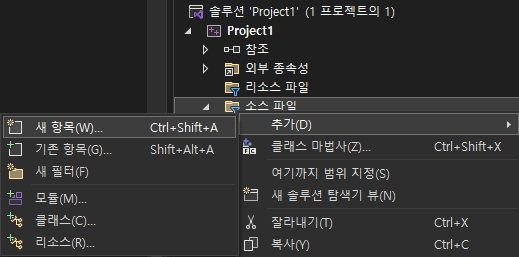 솔루션 'Project1' (1 프로젝트의 1)
Project1
참조
외부 종속성
리소스 파일
소스 파일
새 항목(W)... Ctrl+Shift+A
기존 항목(G)... Shift+Alt+A
새 필터(F)
모듈(M)...
클래스(C)...
리소스(R)...
추가(D)
클래스 마법사(Z)... Ctrl+Shift+X
여기까지 범위 지정(S)
새 솔루션 탐색기 뷰(N)
잘라내기(T) Ctrl+X
복사(Y) Ctrl+C